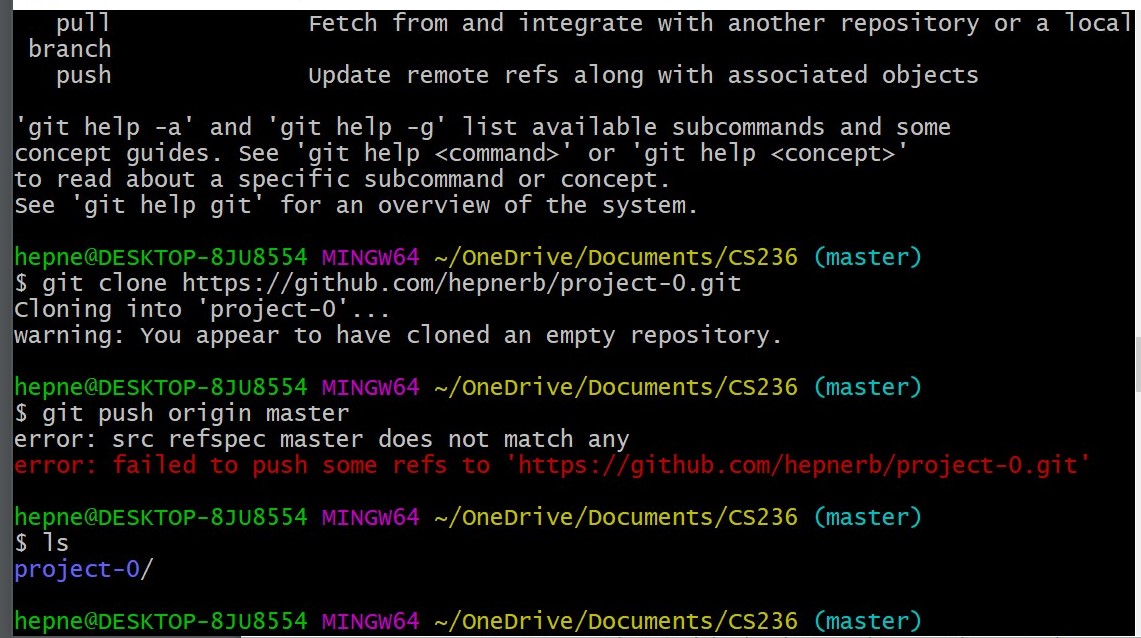 pull Fetch from and integrate with another repository or a local
branch
push Update remote refs along with associated objects
'git help -a' and 'git help -g' list available subcommands and some
concept guides. See 'git help <command>' or 'git help <concept>'
to read about a specific subcommand or concept.
See 'git help git' for an overview of the system.
hepne@DESKTOP-8JU8554 MINGW64 ~/OneDrive/Documents/CS236 (master)
$ git clone https://github.com/hepnerb/project-0.git
Cloning into 'project-0'...
warning: You appear to have cloned an empty repository.
hepne@DESKTOP-8JU8554 MINGW64 ~/OneDrive/Documents/CS236 (master)
$ git push origin master
error: src refspec master does not match any
error: failed to push some refs to 'https://github.com/hepnerb/project-0.git'
hepne@DESKTOP-8JU8554 MINGW64 ~/OneDrive/Documents/CS236 (master)
$ ls
project-0/
hepne@DESKTOP-8JU8554 MINGW64 ~/OneDrive/Documents/CS236 (master)